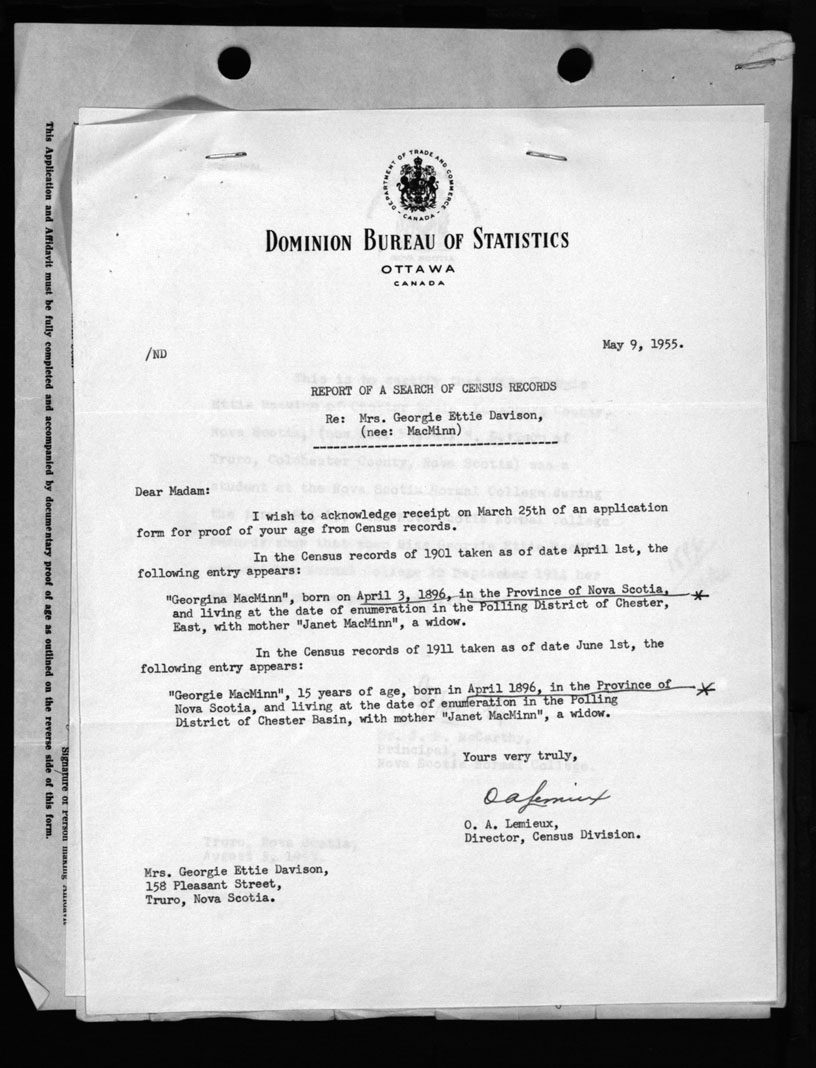 DEPARTMENT OF TRADE AND COMMERCE
- CANADA -
DOMINION BUREAU OF STATISTICS
OTTAWA
CANADA
/ND
May 9, 1955.
REPORT OF A SEARCH OF CENSUS RECORDS
Re: Mrs. Georgie Ettie Davison,
(nee: MacMinn)
Dear Madam:
I wish to acknowledge receipt on March 25th of an application
form for proof of your age from Census records.
In the Census records of 1901 taken as of date April 1st, the
following entry appears:
"Georgina MacMinn", born on April 3, 1896, in the Province of Nova Scotia,
and living at the date of enumeration in the Polling District of Chester,
East, with mother "Janet MacMinn", a widow.
In the Census records of 1911 taken as of date June 1st, the
following entry appears:
"Georgie MacMinn", 15 years of age, born in April 1896, in the Province of
Nova Scotia, and living at the date of enumeration in the Polling
District of Chester Basin, with mother "Janet MacMinn", a widow.
Yours very truly,
O A Lemieux
O. A. Lemieux,
Director, Census Division.
Mrs. Georgie Ettie Davison,
158 Pleasant Street,
Truro, Nova Scotia.
This Application and Affidavit must be fully completed and accompanied by documentary proof of age as outlined on the reverse side of this form.
Signature of Person making Affidavit